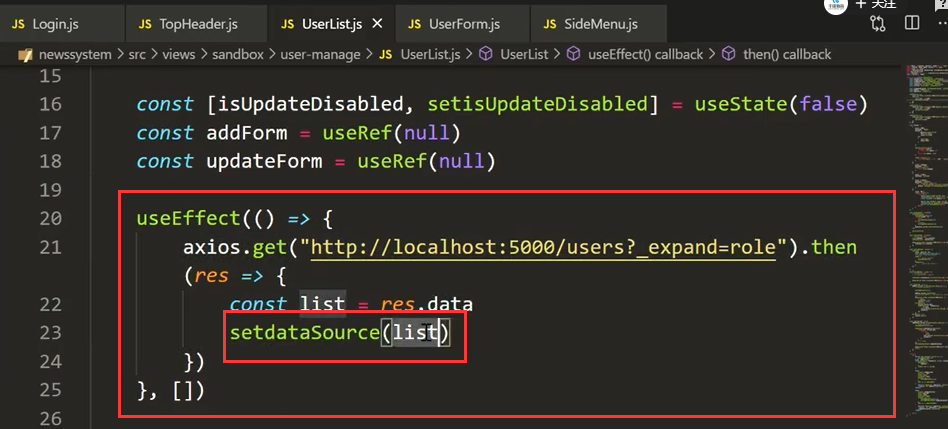 JS Login.js
JS TopHeader.js
JS UserList.js
JS UserForm.js
JS SideMenu.js
+ 关注
newssystem > src > views > sandbox > user-manage > JS UserList.js > UserList > useEffect() callback > then() callback
15
16 const [isUpdateDisabled, setisUpdateDisabled] = useState(false)
17 const addForm = useRef(null)
18 const updateForm = useRef(null)
19
20 useEffect(() => {
21 axios.get("http://localhost:5000/users?_expand=role").then
(res => {
22 const list = res.data
23 setdataSource(list)
24 })
25 }, [])
26